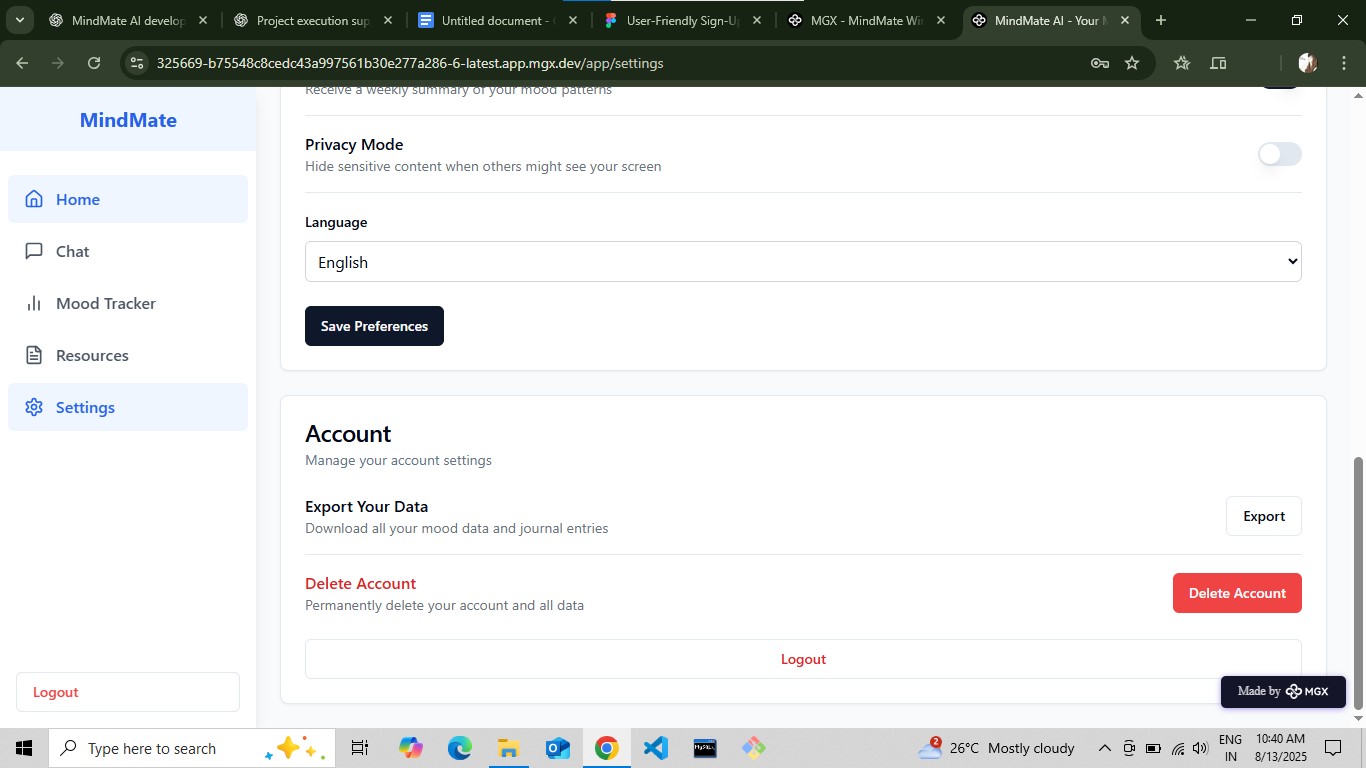 MindMate AI develop
Project execution sup
Untitled document -
User-Friendly Sign-U
MGX - MindMate Wi
MindMate AI - Your M
325669-b75548c8cedc43a997561b30e277a286-6-latest.app.mgx.dev/app/settings
MindMate
Home
Chat
Mood Tracker
Resources
Settings
Logout
Receive a weekly summary of your mood patterns
Privacy Mode
Hide sensitive content when others might see your screen
Language
English
Save Preferences
Account
Manage your account settings
Export Your Data
Download all your mood data and journal entries
Export
Delete Account
Permanently delete your account and all data
Delete Account
Logout
Made by MGX
Type here to search
MySQL
2
26°C Mostly cloudy
ENG
IN
10:40 AM
8/13/2025